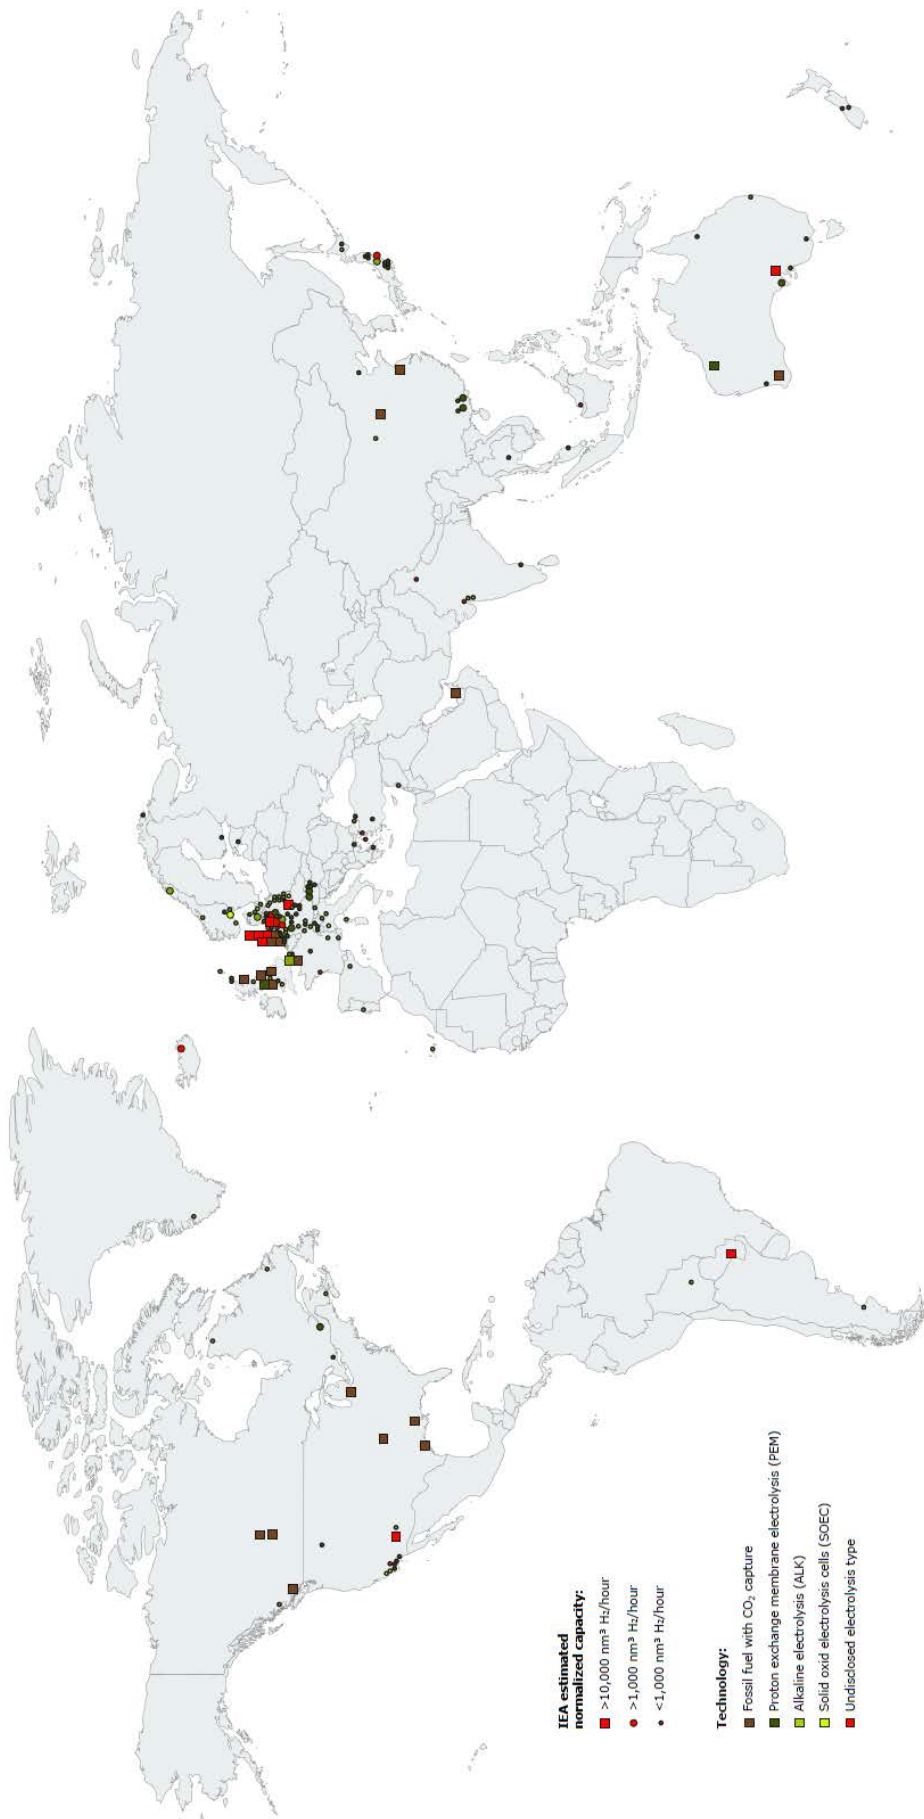 IEA estimated
normalized capacity:
>10,000 nm³ H₂/hour
>1,000 nm³ H₂/hour
<1,000 nm³ H₂/hour
Technology:
Fossil fuel with CO₂ capture
Proton exchange membrane electrolysis (PEM)
Alkaline electrolysis (ALK)
Solid oxid electrolysis cells (SOEC)
Undisclosed electrolysis type